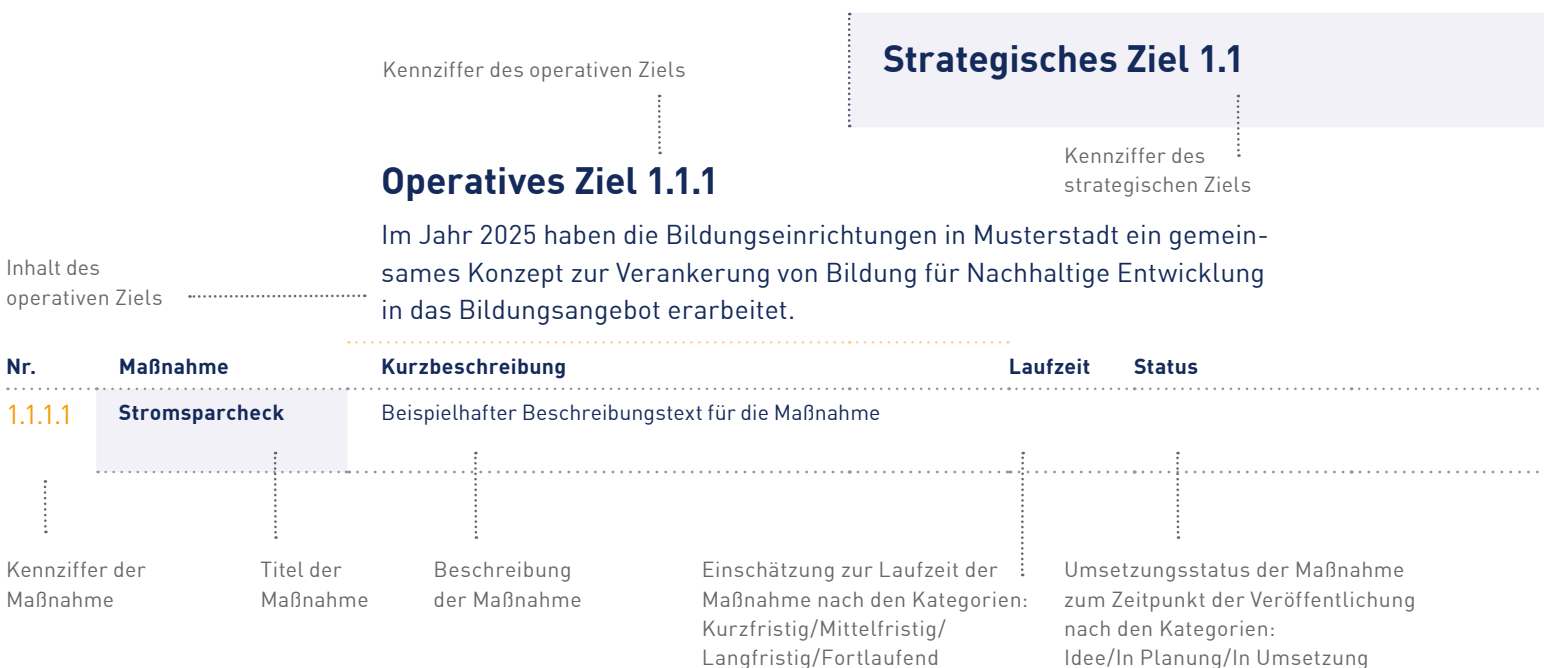 Strategisches Ziel 1.1
Kennziffer des operativen Ziels
Kennziffer des
strategischen Ziels
Operatives Ziel 1.1.1
Im Jahr 2025 haben die Bildungseinrichtungen in Musterstadt ein gemein-
sames Konzept zur Verankerung von Bildung für Nachhaltige Entwicklung
in das Bildungsangebot erarbeitet.
Inhalt des
operativen Ziels
Nr. Maßnahme Kurzbeschreibung Laufzeit Status
1.1.1.1 Stromsparcheck Beispielhafter Beschreibungstext für die Maßnahme
Kennziffer der
Maßnahme
Titel der
Maßnahme
Beschreibung
der Maßnahme
Einschätzung zur Laufzeit der
Maßnahme nach den Kategorien:
Kurzfristig/Mittelfristig/
Langfristig/Fortlaufend
Umsetzungsstatus der Maßnahme
zum Zeitpunkt der Veröffentlichung
nach den Kategorien:
Idee/In Planung/In Umsetzung